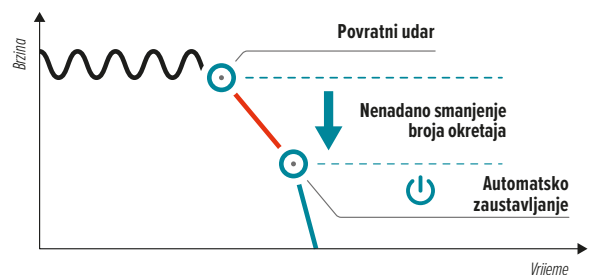 Brzina
Povratni udar
Nenadano smanjenje
broja okretaja
Automatsko
zaustavljanje
Vrijeme